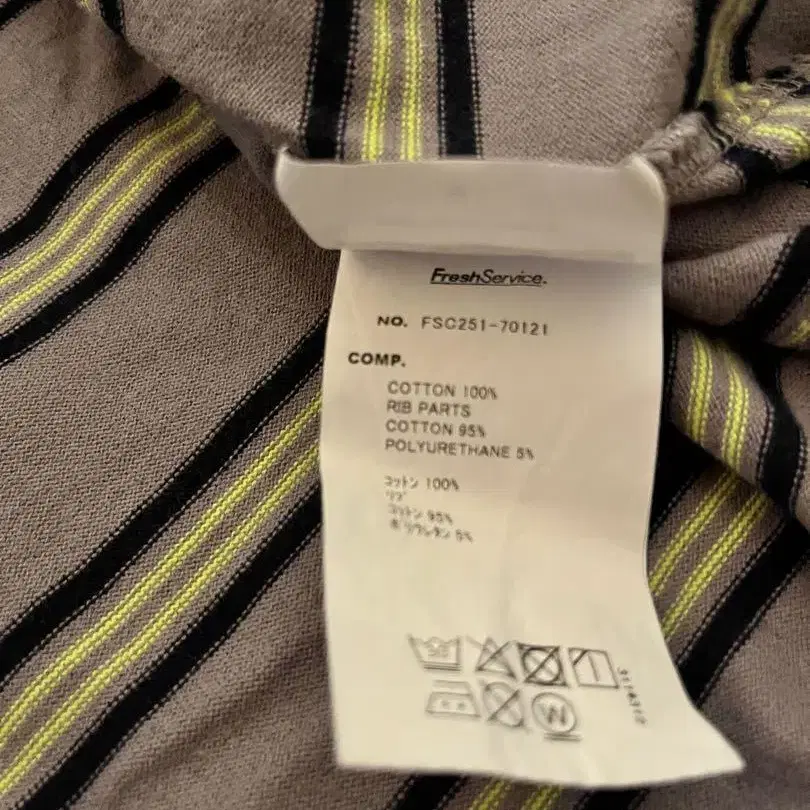 FreshService.
NO. FSC251-70121
COMP.
COTTON 100%
RIB PARTS
COTTON 95%
POLYURETHANE 5%
コットン 100%
リブ
コットン 95%
ポリウレタン 5%
W